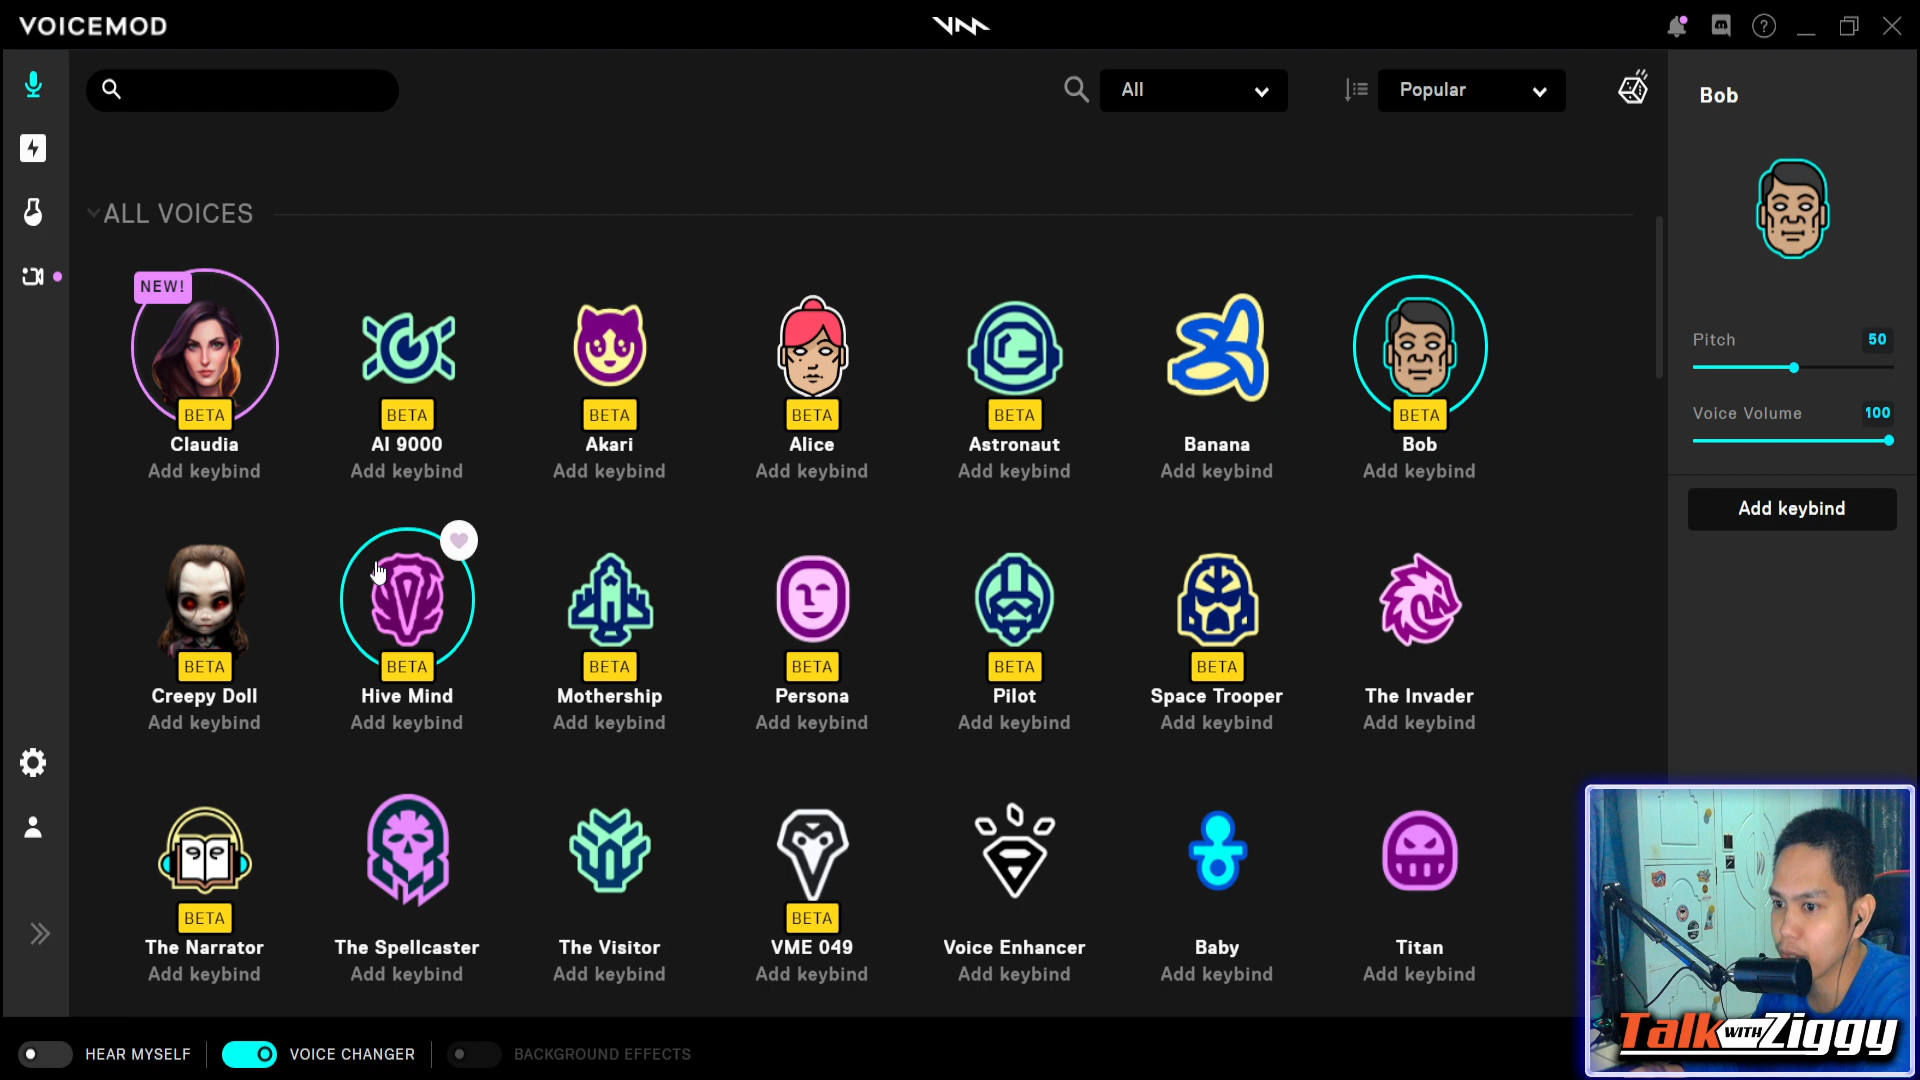 VOICEMOD
All
Popular
Bob
ALL VOICES
NEW!
BETA
Claudia
Add keybind
BETA
AI 9000
Add keybind
BETA
Akari
Add keybind
BETA
Alice
Add keybind
BETA
Astronaut
Add keybind
Banana
Add keybind
BETA
Bob
Add keybind
Pitch 50
Voice Volume 100
Add keybind
BETA
Creepy Doll
Add keybind
BETA
Hive Mind
Add keybind
BETA
Mothership
Add keybind
BETA
Persona
Add keybind
BETA
Pilot
Add keybind
BETA
Space Trooper
Add keybind
The Invader
Add keybind
BETA
The Narrator
Add keybind
The Spellcaster
Add keybind
The Visitor
Add keybind
BETA
VME 049
Add keybind
Voice Enhancer
Add keybind
Baby
Add keybind
Titan
Add keybind
HEAR MYSELF
VOICE CHANGER
BACKGROUND EFFECTS
Talk WITH Ziggy